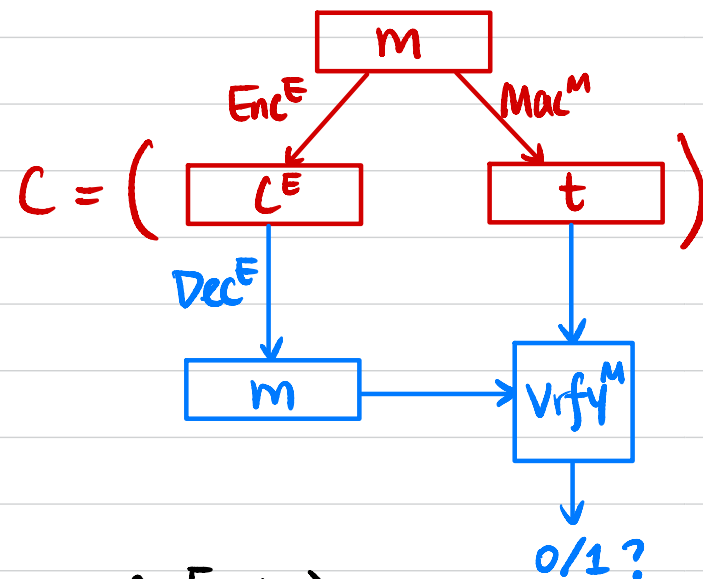 m
Enc^E
Mac^M
C = ( C^E t )
Dec^E
m
Vrfy^M
0/1 ?